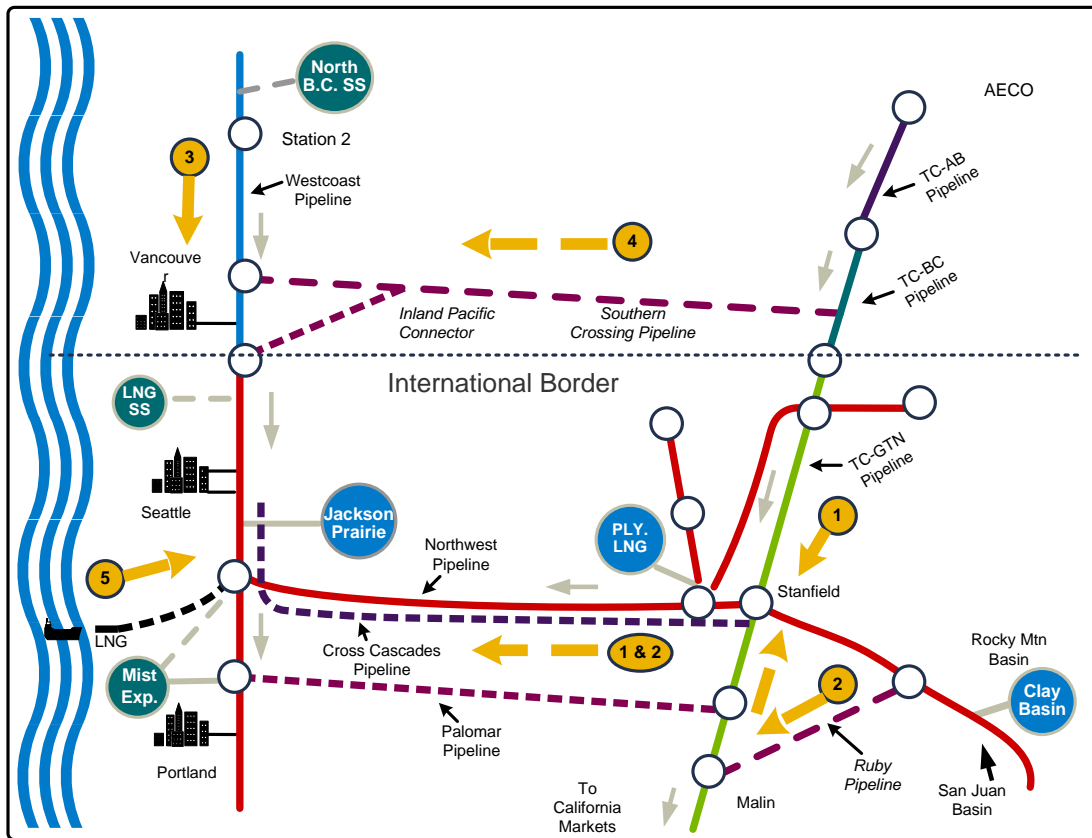 North
B.C. SS
AECO
Station 2
3
Westcoast
Pipeline
TC-AB
Pipeline
4
Vancouve
r
TC-BC
Pipeline
Inland Pacific
Connector
Southern
Crossing Pipeline
International Border
LNG
SS
TC-GTN
Pipeline
Seattle
Jackson
Prairie
PLY.
LNG
1
Northwest
Pipeline
5
Stanfield
LNG
Cross Cascades
Pipeline
1 & 2
Rocky Mtn
Basin
Mist
Exp.
2
Clay
Basin
Palomar
Pipeline
Ruby
Pipeline
Portland
To
California
Markets
Malin
San Juan
Basin